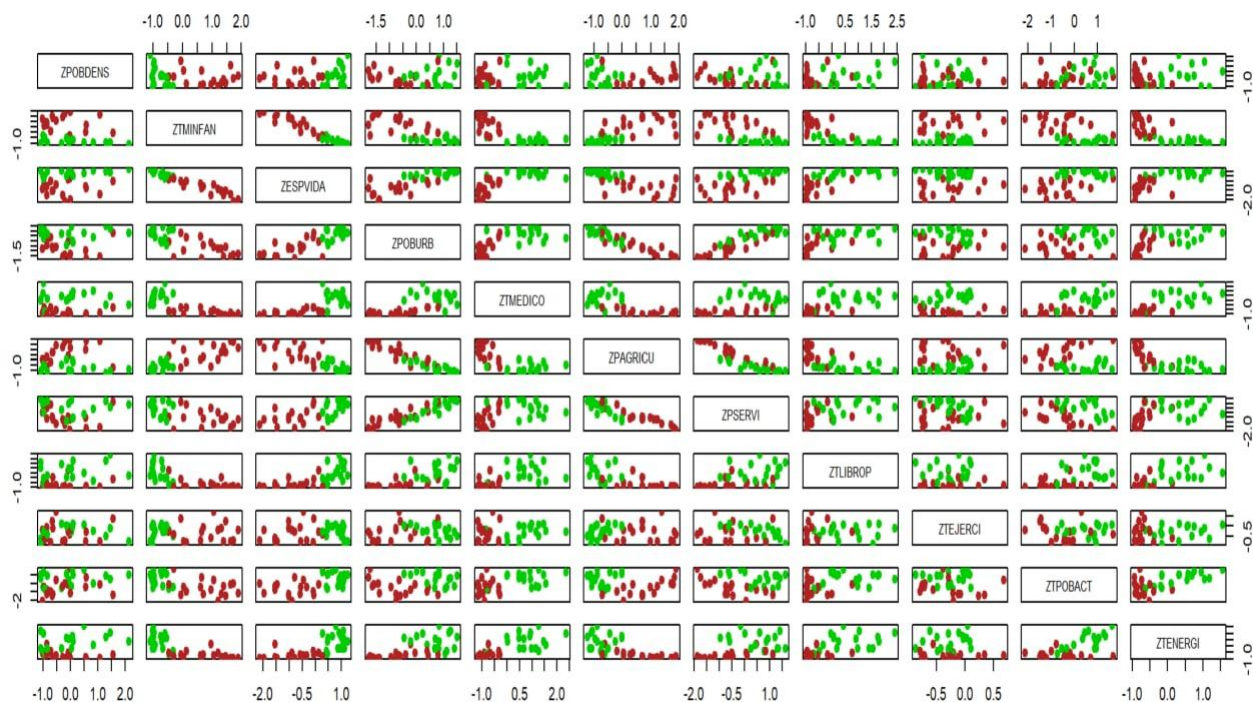 -1.0 0.0 1.0 2.0 -1.5 0.0 1.0 -1.0 0.0 1.0 2.0 -1.0 0.5 1.5 2.5 -2 -1 0 1
ZPOBDENS -1.0
-1.0 ZTMINFAN
ZESPVIDA -2.0
-1.5 ZPOBURB
ZTMEDICO -1.0
-1.0 ZPAGRICU
ZPSERVI -2.0
-1.0 ZTLIBROP
ZTEJERCI -0.5
-2 ZTPOBACT
ZTENERGI -1.0
-1.0 0.0 1.0 2.0 -2.0 -0.5 1.0 -1.0 0.5 1.5 2.5 -2.0 -0.5 1.0 -0.5 0.0 0.5 -1.0 0.0 1.0